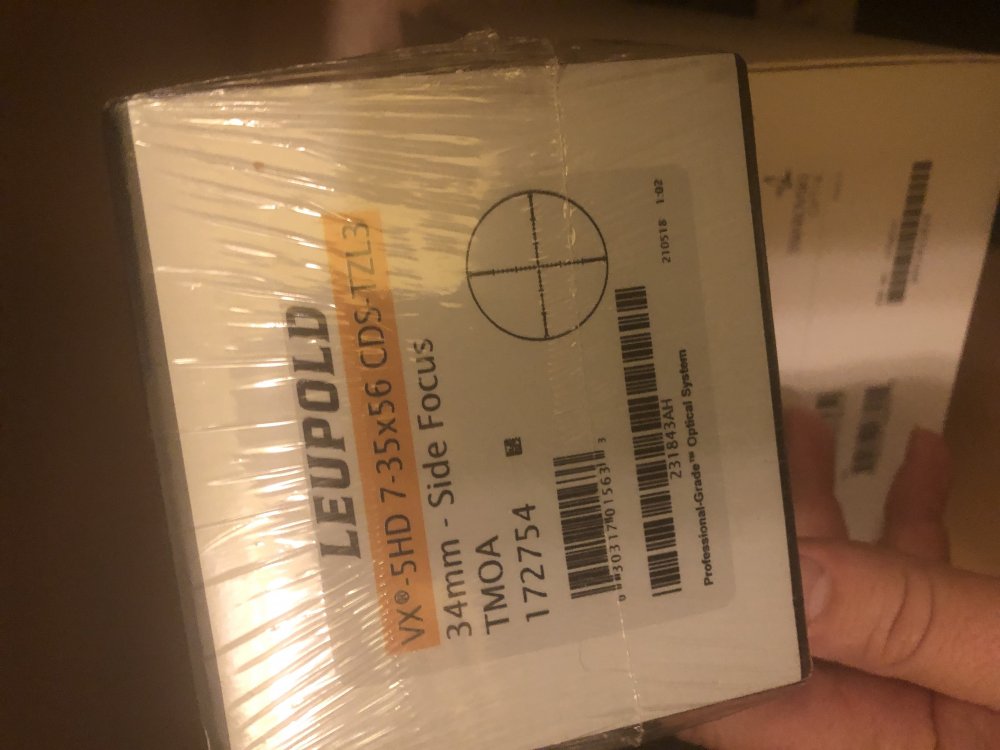 LEUPOLD
VX®-5HD 7-35x56 CDS-TZL3
34mm - Side Focus
TMOA
172754
0 30317 01563 3
231843AH
Professional-Grade™ Optical System
210518 1:02